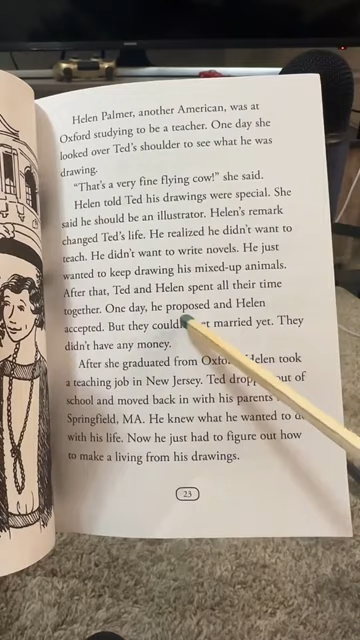 Helen Palmer, another American, was at
Oxford studying to be a teacher. One day she
looked over Ted's shoulder to see what he was
drawing.
"That's a very fine flying cow!" she said.
Helen told Ted his drawings were special. She
said he should be an illustrator. Helen's remark
changed Ted's life. He realized he didn't want to
teach. He didn't want to write novels. He just
wanted to keep drawing his mixed-up animals.
After that, Ted and Helen spent all their time
together. One day, he proposed and Helen
accepted. But they married yet. They
didn't have any money.
After she graduated from Helen took
a teaching job in New Jersey. Ted out of
school and moved back in with his parents
Springfield, MA. He knew what he wanted to
with his life. Now he just had to figure out how
to make a living from his drawings.
23